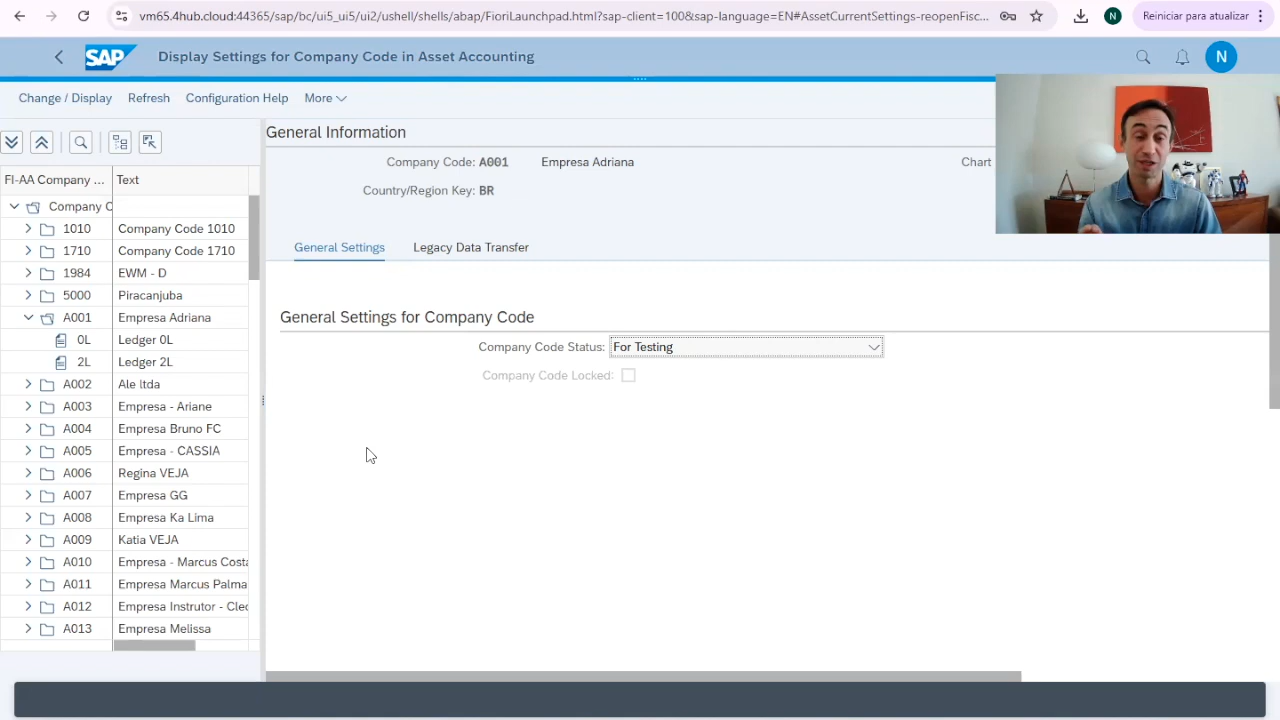 vm65.4hub.cloud:44365/sap/bc/ui5_ui5/ui2/ushell/shells/abap/FioriLaunchpad.html?sap-client=100&sap-language=EN#AssetCurrentSettings-reopenFisc...
N
Reiniciar para atualizar
SAP
Display Settings for Company Code in Asset Accounting
N
Change / Display
Refresh
Configuration Help
More
FI-AA Company ...
Text
Company C
1010
Company Code 1010
1710
Company Code 1710
1984
EWM - D
5000
Piracanjuba
A001
Empresa Adriana
0L
Ledger 0L
2L
Ledger 2L
A002
Ale ltda
A003
Empresa - Ariane
A004
Empresa Bruno FC
A005
Empresa - CASSIA
A006
Regina VEJA
A007
Empresa GG
A008
Empresa Ka Lima
A009
Katia VEJA
A010
Empresa - Marcus Costa
A011
Empresa Marcus Palma
A012
Empresa Instrutor - Clec
A013
Empresa Melissa
General Information
Company Code: A001 Empresa Adriana
Chart
Country/Region Key: BR
General Settings
Legacy Data Transfer
General Settings for Company Code
Company Code Status: For Testing
Company Code Locked: